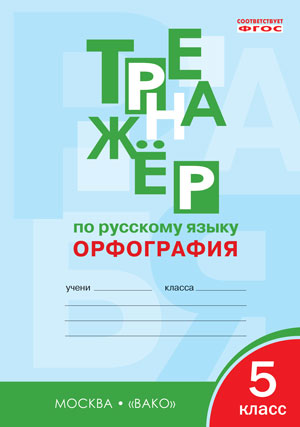 СООТВЕТСТВУЕТ
ФГОС
ТРЕНАЖЁР
по русскому языку
ОРФОГРАФИЯ
учени класса
5
класс
МОСКВА • «ВАКО»